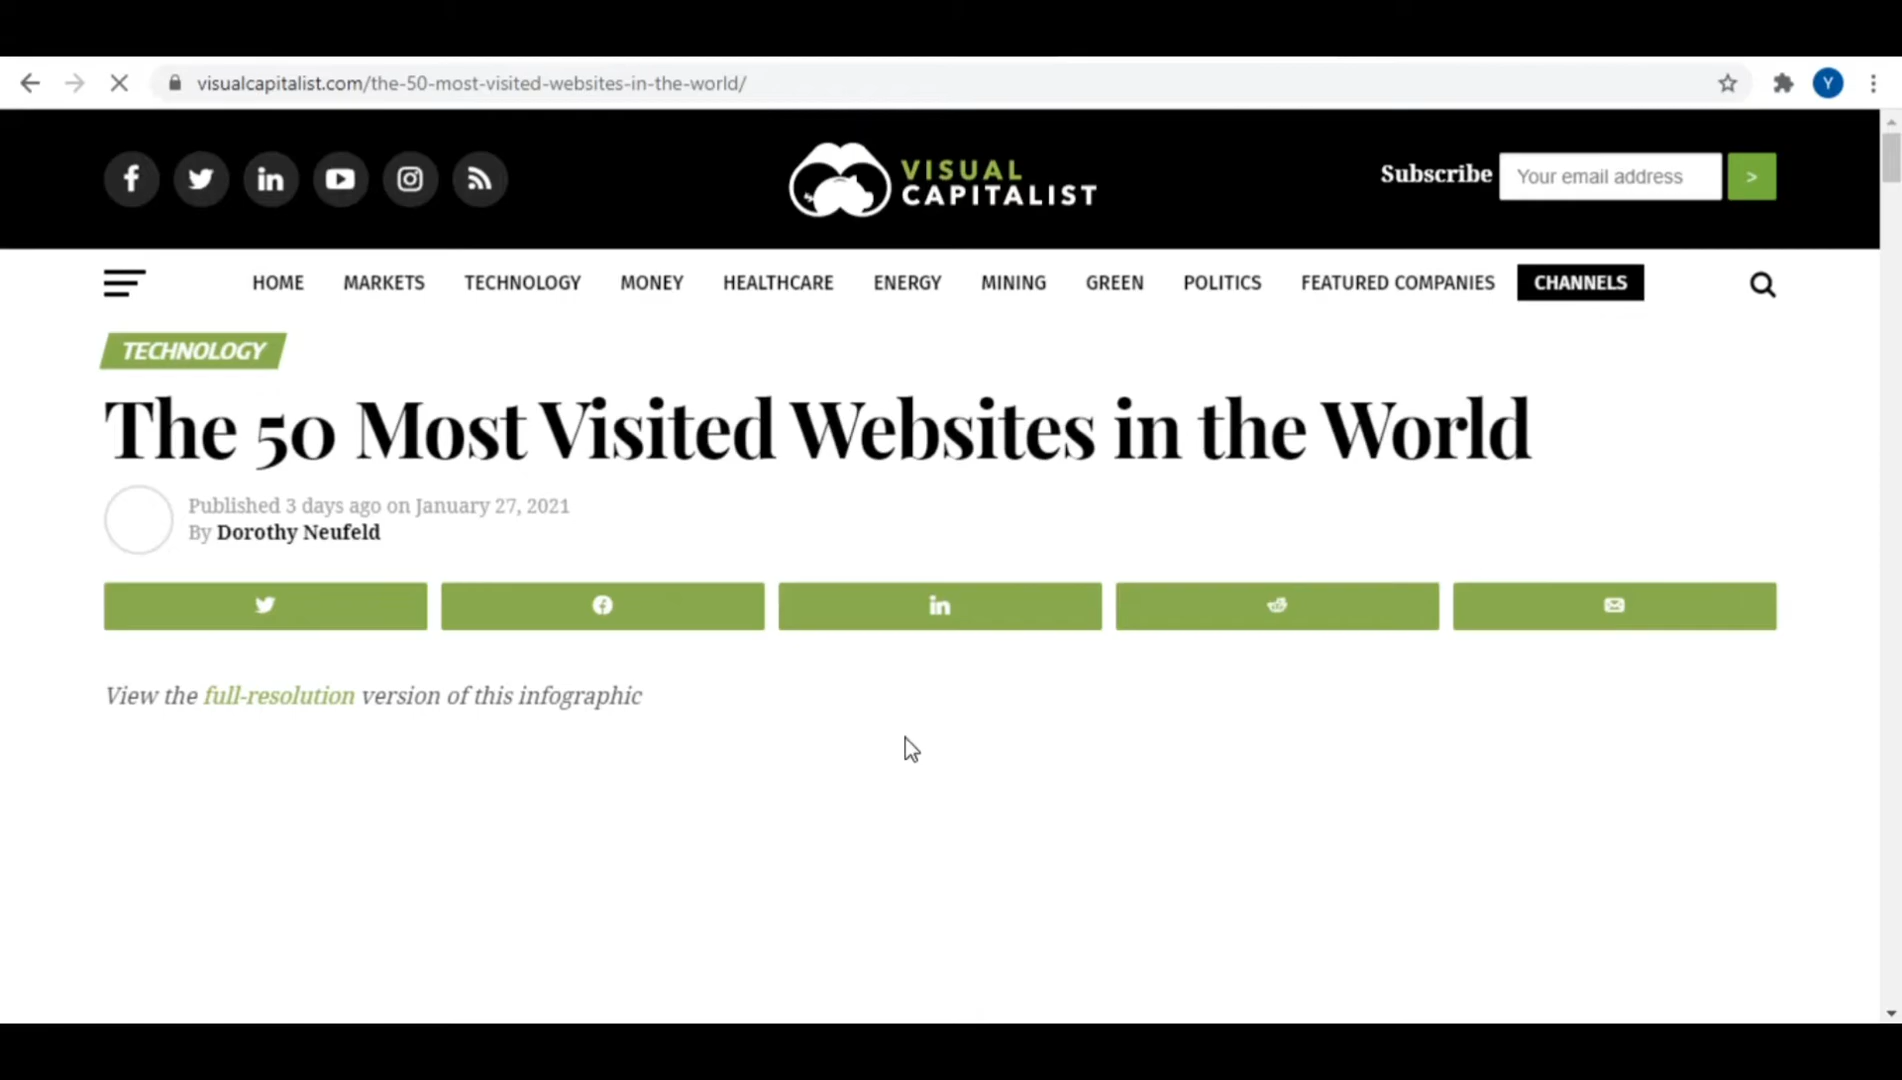 visualcapitalist.com/the-50-most-visited-websites-in-the-world/
Y
VISUAL
CAPITALIST
Subscribe
Your email address
>
HOME MARKETS TECHNOLOGY MONEY HEALTHCARE ENERGY MINING GREEN POLITICS FEATURED COMPANIES CHANNELS
TECHNOLOGY
The 50 Most Visited Websites in the World
Published 3 days ago on January 27, 2021
By Dorothy Neufeld
View the full-resolution version of this infographic